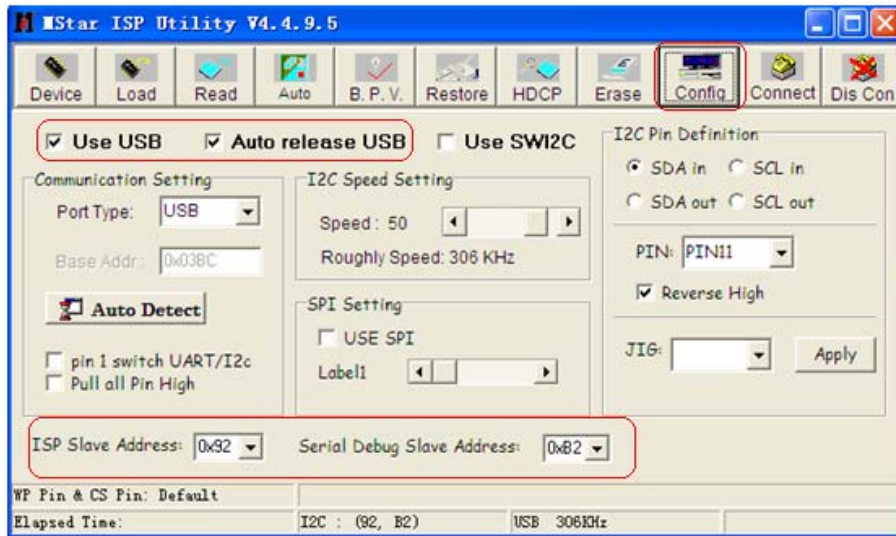 MStar ISP Utility V4.4.9.5
Device Load Read Auto B. P. V. Restore HDCP Erase Config Connect Dis Con
Use USB Auto release USB Use SWI2C
I2C Pin Definition
SDA in SCL in
SDA out SCL out
PIN: PIN11
Reverse High
JIG: Apply
Communication Setting
Port Type: USB
Base Addr: 0x03BC
Auto Detect
pin 1 switch UART/I2c
Pull all Pin High
I2C Speed Setting
Speed: 50
Roughly Speed: 306 KHz
SPI Setting
USE SPI
Label1
ISP Slave Address: 0x92 Serial Debug Slave Address: 0xB2
WP Pin & CS Pin: Default
Elapsed Time: I2C : (92, B2) USB 306KHz